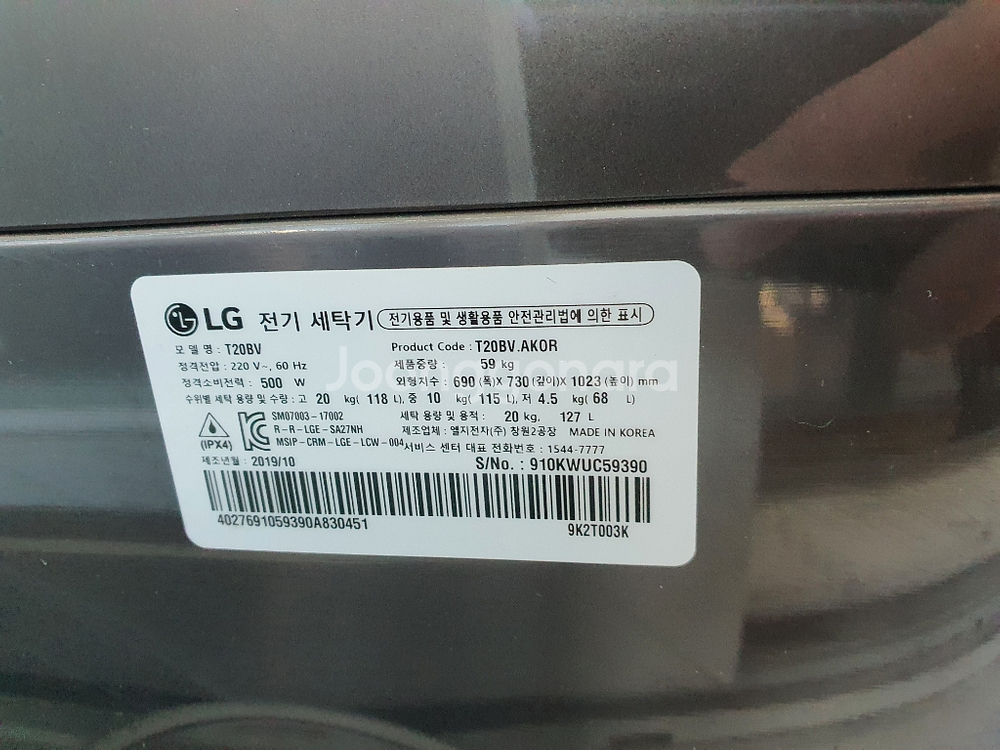 LG 전기 세탁기 전기용품 및 생활용품 안전관리법에 의한 표시
모 델 명 : T20BV Product Code : T20BV.AKOR
정격전압 : 220 V~, 60 Hz 제품중량 : 59 kg
정격소비전력 : 500 W 외형치수 : 690 (폭)X 730(깊이)X 1023(높이) mm
수위별 세탁 용량 및 수량 : 고 20 kg( 118 L), 중 10 kg( 115 L), 저 4.5 kg( 68 L)
SM07003-17002 세탁 용량 및 용적 : 20 kg, 127 L
(IPX4) R-R-LGE-SA27NH 제조업체 : 엘지전자(주) 창원2공장 MADE IN KOREA
MSIP-CRM-LGE-LCW-004 서비스 센터 대표 전화번호 : 1544-7777
제조년월 : 2019/10 S/No. : 910KWUC59390
4027691059390A830451 9K2T003K
Joonggonara